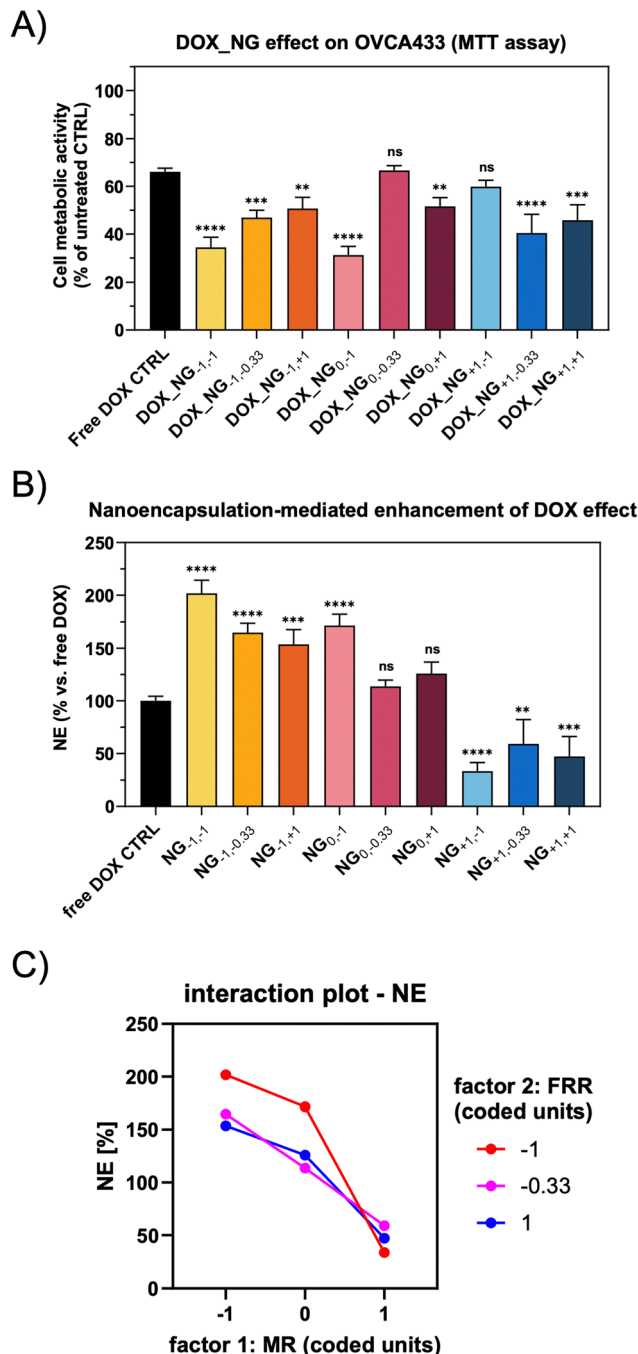 A)
DOX_NG effect on OVCA433 (MTT assay)
Cell metabolic activity
(% of untreated CTRL)
100
80
60
40
20
0
****
***
**
****
ns
**
ns
****
***
Free DOX CTRL
DOX_NG-1,-1
DOX_NG-1,-0.33
DOX_NG-1,+1
DOX_NG0,-1
DOX_NG0,-0.33
DOX_NG0,+1
DOX_NG+1,-1
DOX_NG+1,-0.33
DOX_NG+1,+1
B)
Nanoencapsulation-mediated enhancement of DOX effect
NE (% vs. free DOX)
250
200
150
100
50
0
****
****
***
****
ns
ns
****
**
***
free DOX CTRL
NG-1,-1
NG-1,-0.33
NG-1,+1
NG0,-1
NG0,-0.33
NG0,+1
NG+1,-1
NG+1,-0.33
NG+1,+1
C)
interaction plot - NE
NE [%]
250
200
150
100
50
0
-1
0
1
factor 1: MR (coded units)
factor 2: FRR
(coded units)
-1
-0.33
1